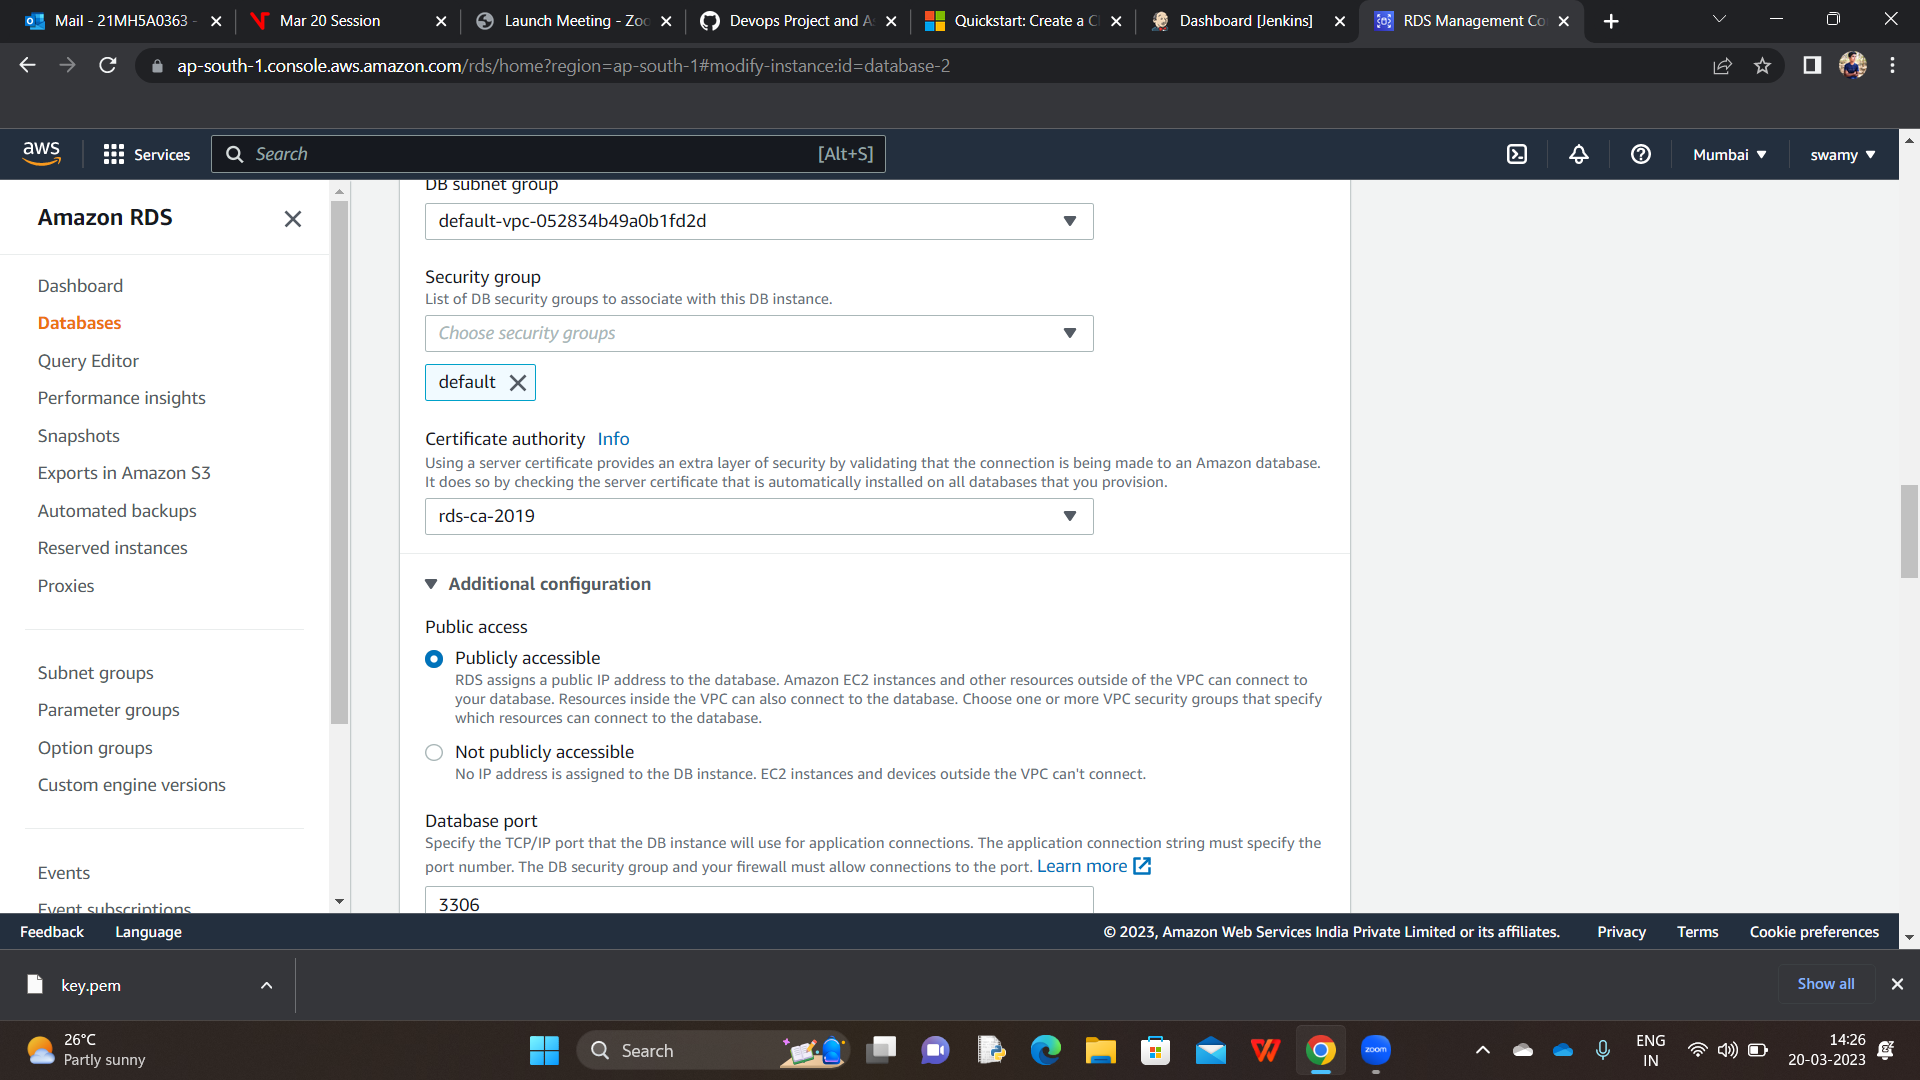 Mail - 21MH5A0363 -
Mar 20 Session
Launch Meeting - Zoo
Devops Project and A
Quickstart: Create a C
Dashboard [Jenkins]
RDS Management Co
ap-south-1.console.aws.amazon.com/rds/home?region=ap-south-1#modify-instance:id=database-2
aws
Services
Search
[Alt+S]
Mumbai
swamy
Amazon RDS
Dashboard
Databases
Query Editor
Performance insights
Snapshots
Exports in Amazon S3
Automated backups
Reserved instances
Proxies
Subnet groups
Parameter groups
Option groups
Custom engine versions
Events
Event subscriptions
DB subnet group
default-vpc-052834b49a0b1fd2d
Security group
List of DB security groups to associate with this DB instance.
Choose security groups
default
Certificate authority Info
Using a server certificate provides an extra layer of security by validating that the connection is being made to an Amazon database.
It does so by checking the server certificate that is automatically installed on all databases that you provision.
rds-ca-2019
Additional configuration
Public access
Publicly accessible
RDS assigns a public IP address to the database. Amazon EC2 instances and other resources outside of the VPC can connect to
your database. Resources inside the VPC can also connect to the database. Choose one or more VPC security groups that specify
which resources can connect to the database.
Not publicly accessible
No IP address is assigned to the DB instance. EC2 instances and devices outside the VPC can't connect.
Database port
Specify the TCP/IP port that the DB instance will use for application connections. The application connection string must specify the
port number. The DB security group and your firewall must allow connections to the port. Learn more
3306
Feedback
Language
© 2023, Amazon Web Services India Private Limited or its affiliates.
Privacy
Terms
Cookie preferences
key.pem
Show all
26°C
Partly sunny
Search
zoom
ENG
IN
14:26
20-03-2023